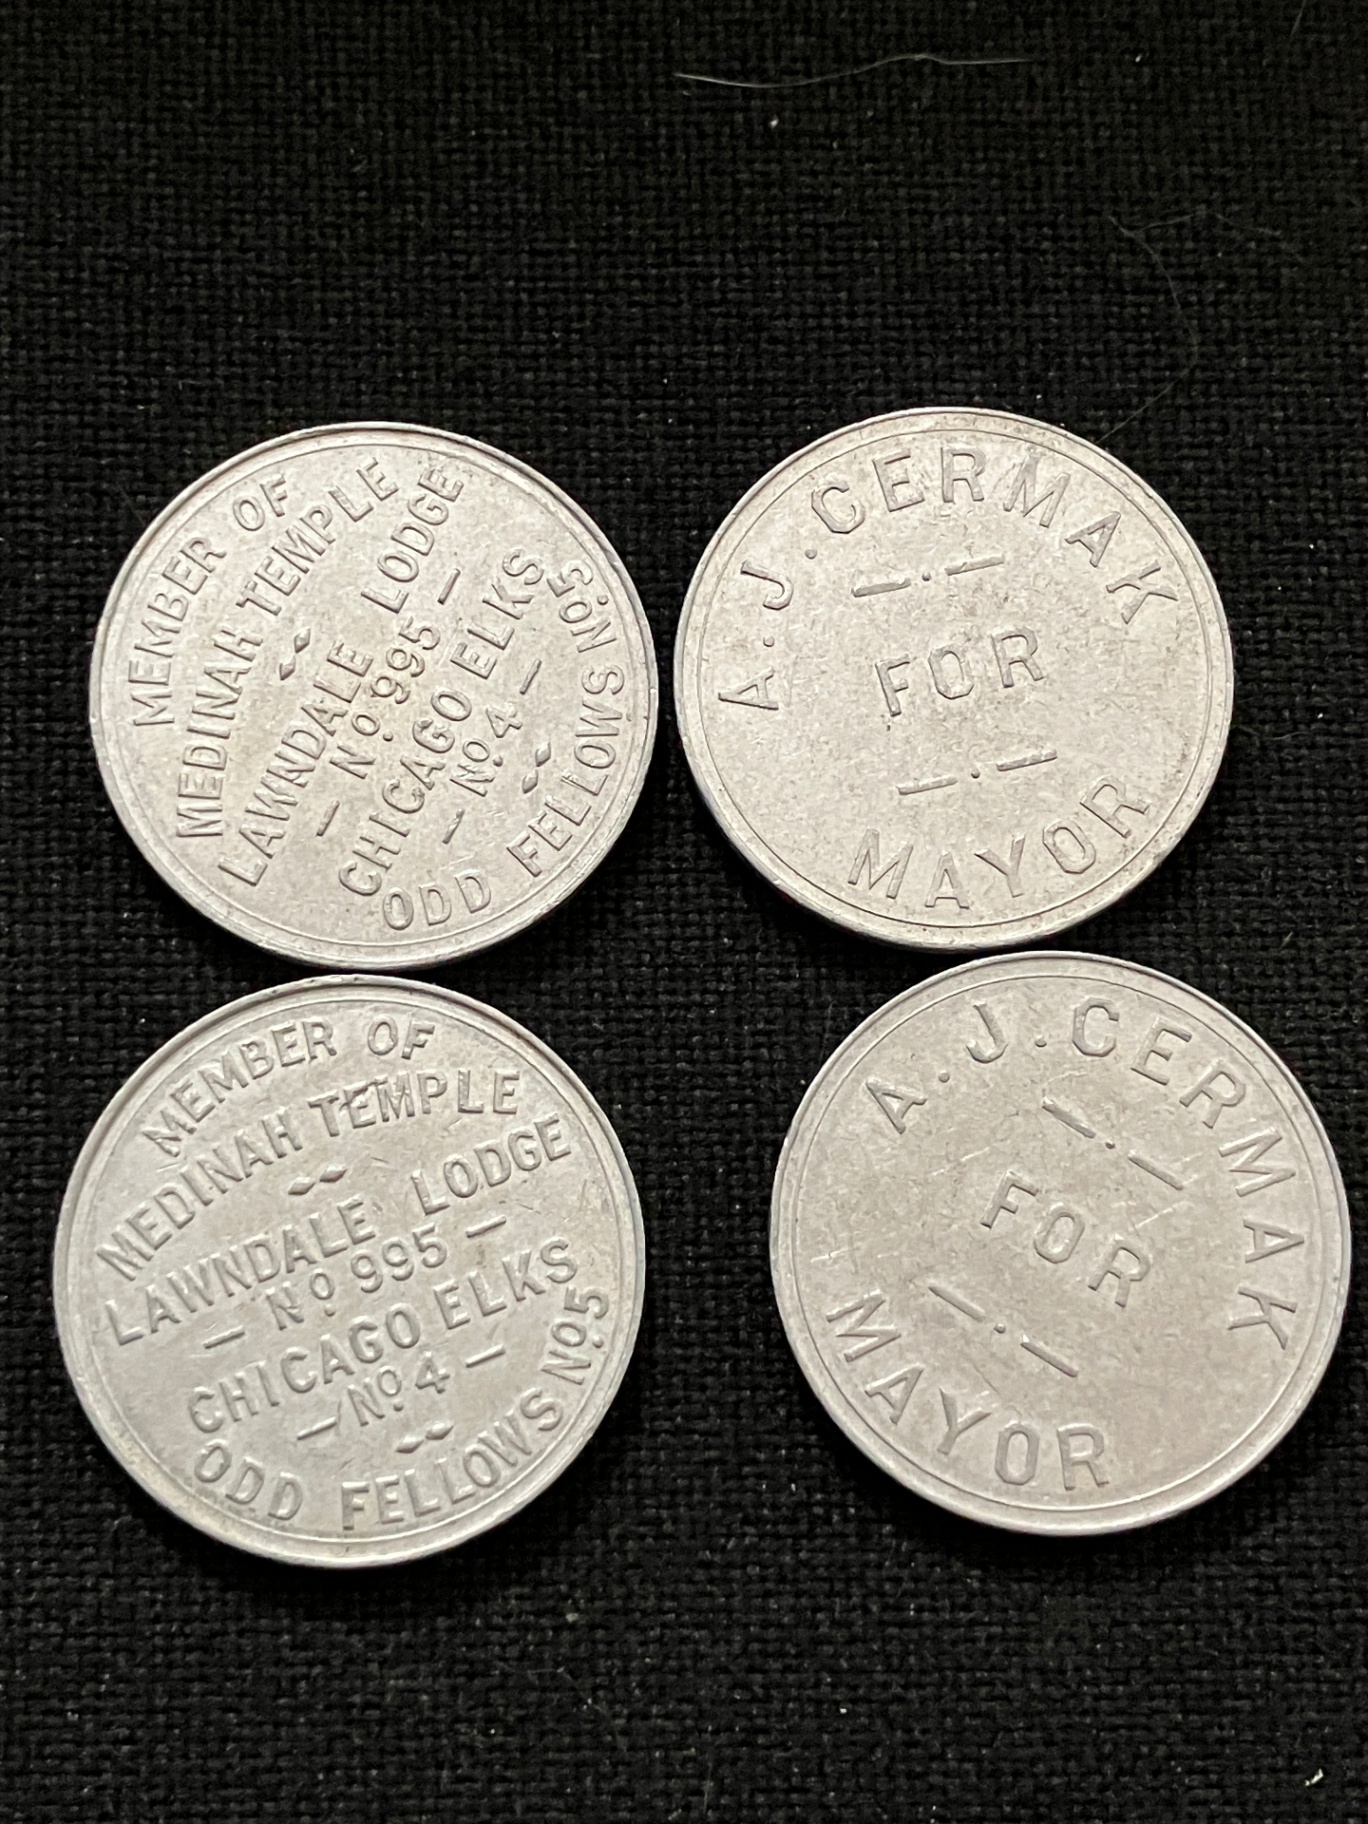 MEMBER OF
MEDINAH TEMPLE
LAWNDALE LODGE
— No. 995 —
CHICAGO ELKS
— No. 4 —
ODD FELLOWS No. 5
A. J. CERMAK
FOR
MAYOR
MEMBER OF
MEDINAH TEMPLE
LAWNDALE LODGE
— No. 995 —
CHICAGO ELKS
— No. 4 —
ODD FELLOWS No. 5
A. J. CERMAK
FOR
MAYOR